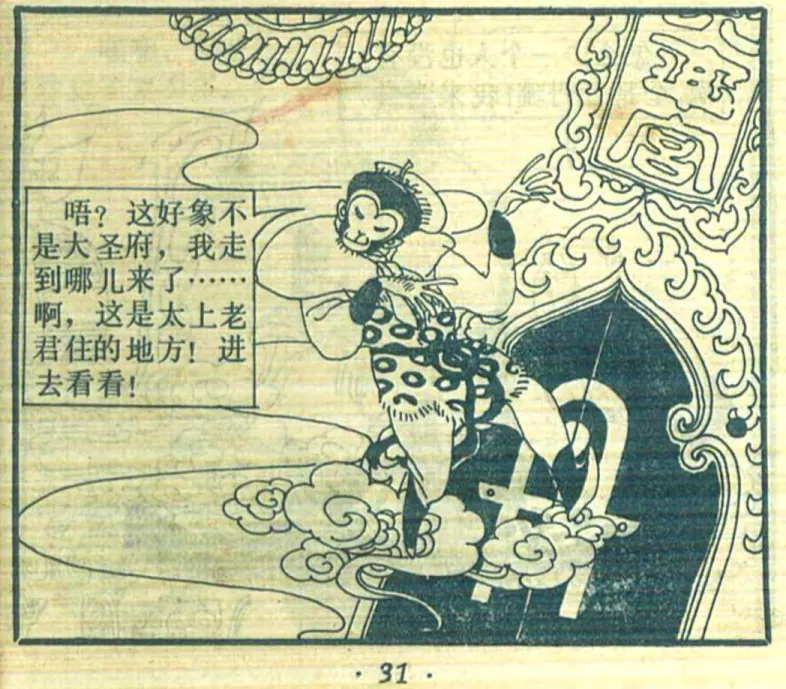 唔？这好象不
是大圣府，我走
到哪儿来了……
啊，这是太上老
君住的地方！进
去看看！
宫
· 31 ·